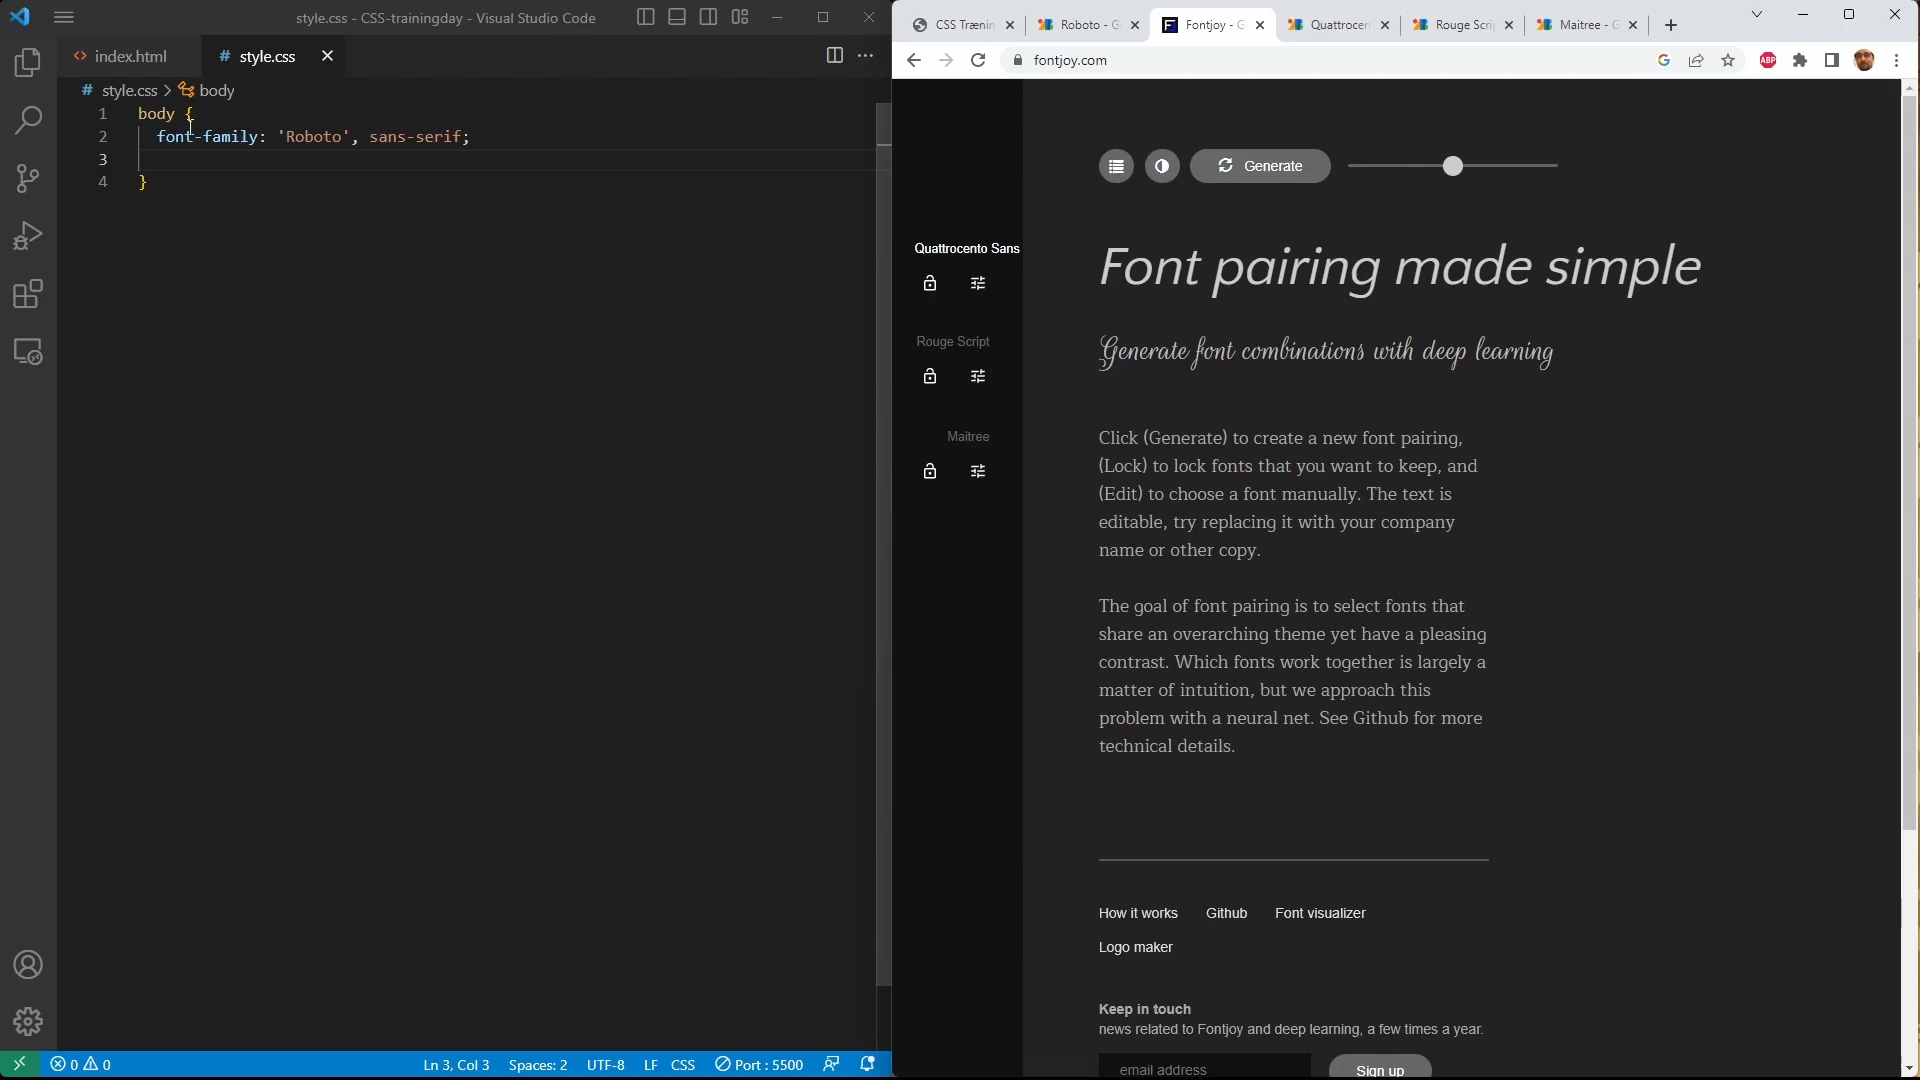 style.css - CSS-trainingday - Visual Studio Code
index.html
style.css
style.css > body
1 body {
2 font-family: 'Roboto', sans-serif;
3
4 }
0 0
Ln 3, Col 3
Spaces: 2
UTF-8
LF
CSS
Port : 5500
CSS Trænin
Roboto - G
Fontjoy - G
Quattrocen
Rouge Scri
Maitree - G
fontjoy.com
ABP
Generate
Quattrocento Sans
Rouge Script
Maitree
Font pairing made simple
Generate font combinations with deep learning
Click (Generate) to create a new font pairing,
(Lock) to lock fonts that you want to keep, and
(Edit) to choose a font manually. The text is
editable, try replacing it with your company
name or other copy.
The goal of font pairing is to select fonts that
share an overarching theme yet have a pleasing
contrast. Which fonts work together is largely a
matter of intuition, but we approach this
problem with a neural net. See Github for more
technical details.
How it works
Github
Font visualizer
Logo maker
Keep in touch
news related to Fontjoy and deep learning, a few times a year.
email address
Sign up